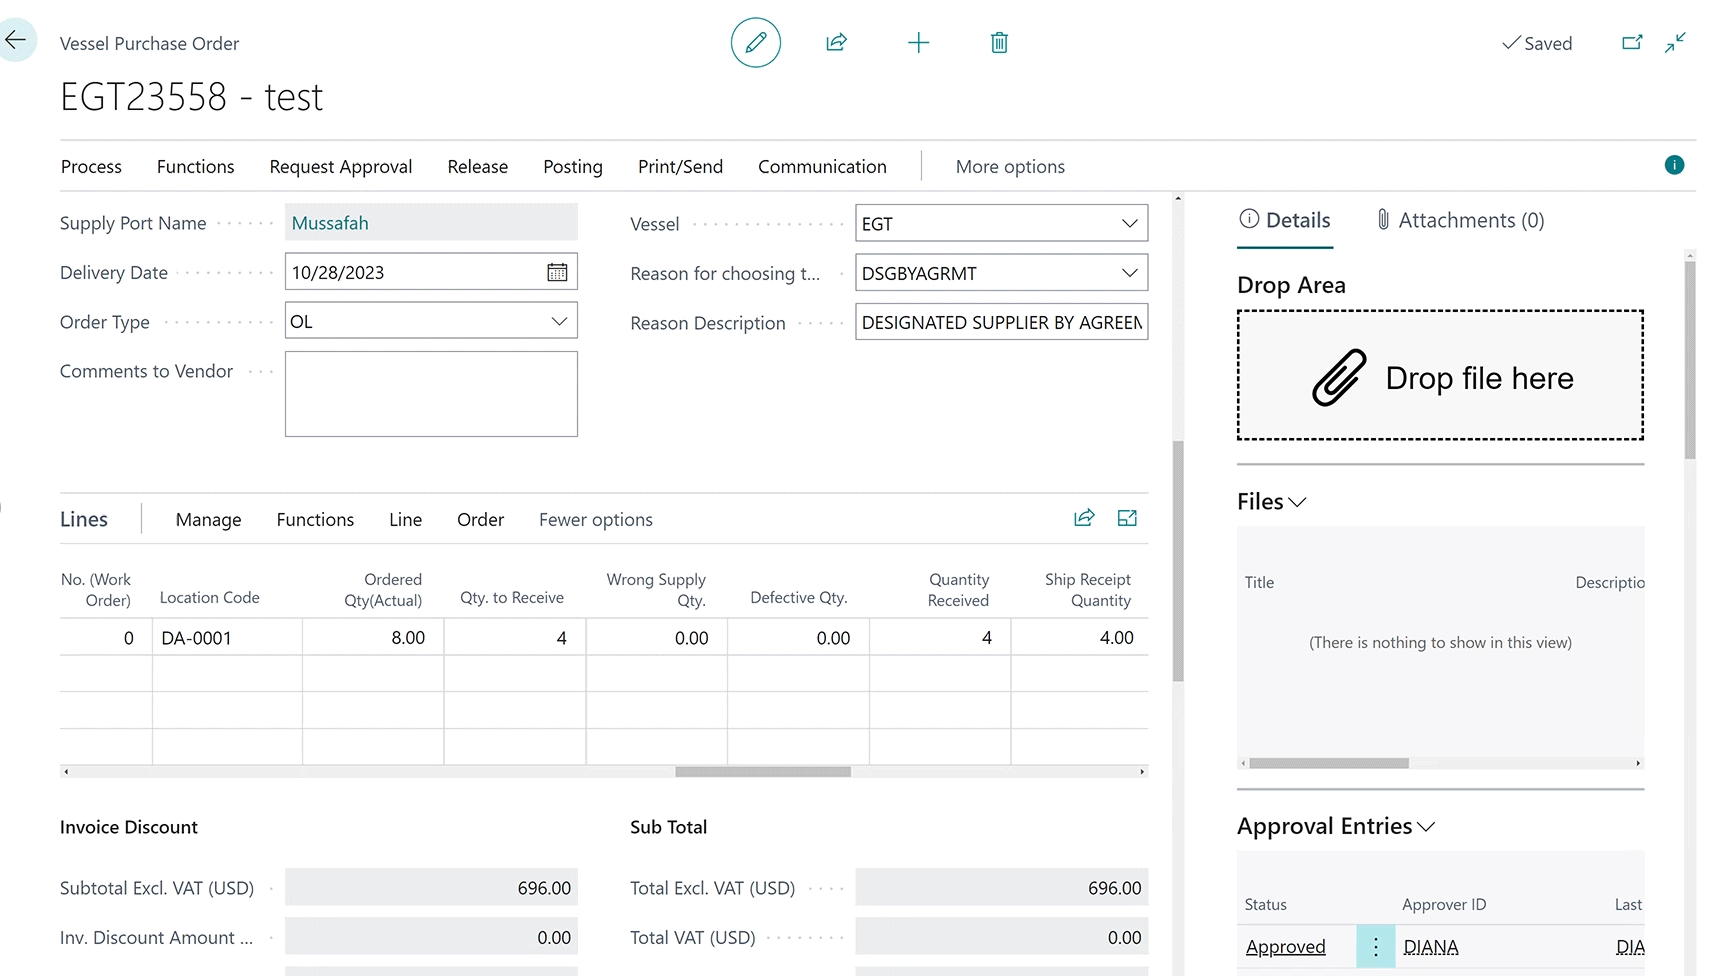 Vessel Purchase Order
Saved
EGT23558 - test
Process Functions Request Approval Release Posting Print/Send Communication More options
Supply Port Name Mussafah
Delivery Date 10/28/2023
Order Type OL
Comments to Vendor
Vessel EGT
Reason for choosing t... DSGBYAGRMT
Reason Description DESIGNATED SUPPLIER BY AGREEM
Lines Manage Functions Line Order Fewer options
No. (Work Order) Location Code Ordered Qty(Actual) Qty. to Receive Wrong Supply Qty. Defective Qty. Quantity Received Ship Receipt Quantity
0 DA-0001 8.00 4 0.00 0.00 4 4.00
Invoice Discount
Subtotal Excl. VAT (USD) 696.00
Inv. Discount Amount ... 0.00
Sub Total
Total Excl. VAT (USD) 696.00
Total VAT (USD) 0.00
Details Attachments (0)
Drop Area
Drop file here
Files
Title Descriptio
(There is nothing to show in this view)
Approval Entries
Status Approver ID Last
Approved DIANA DIA